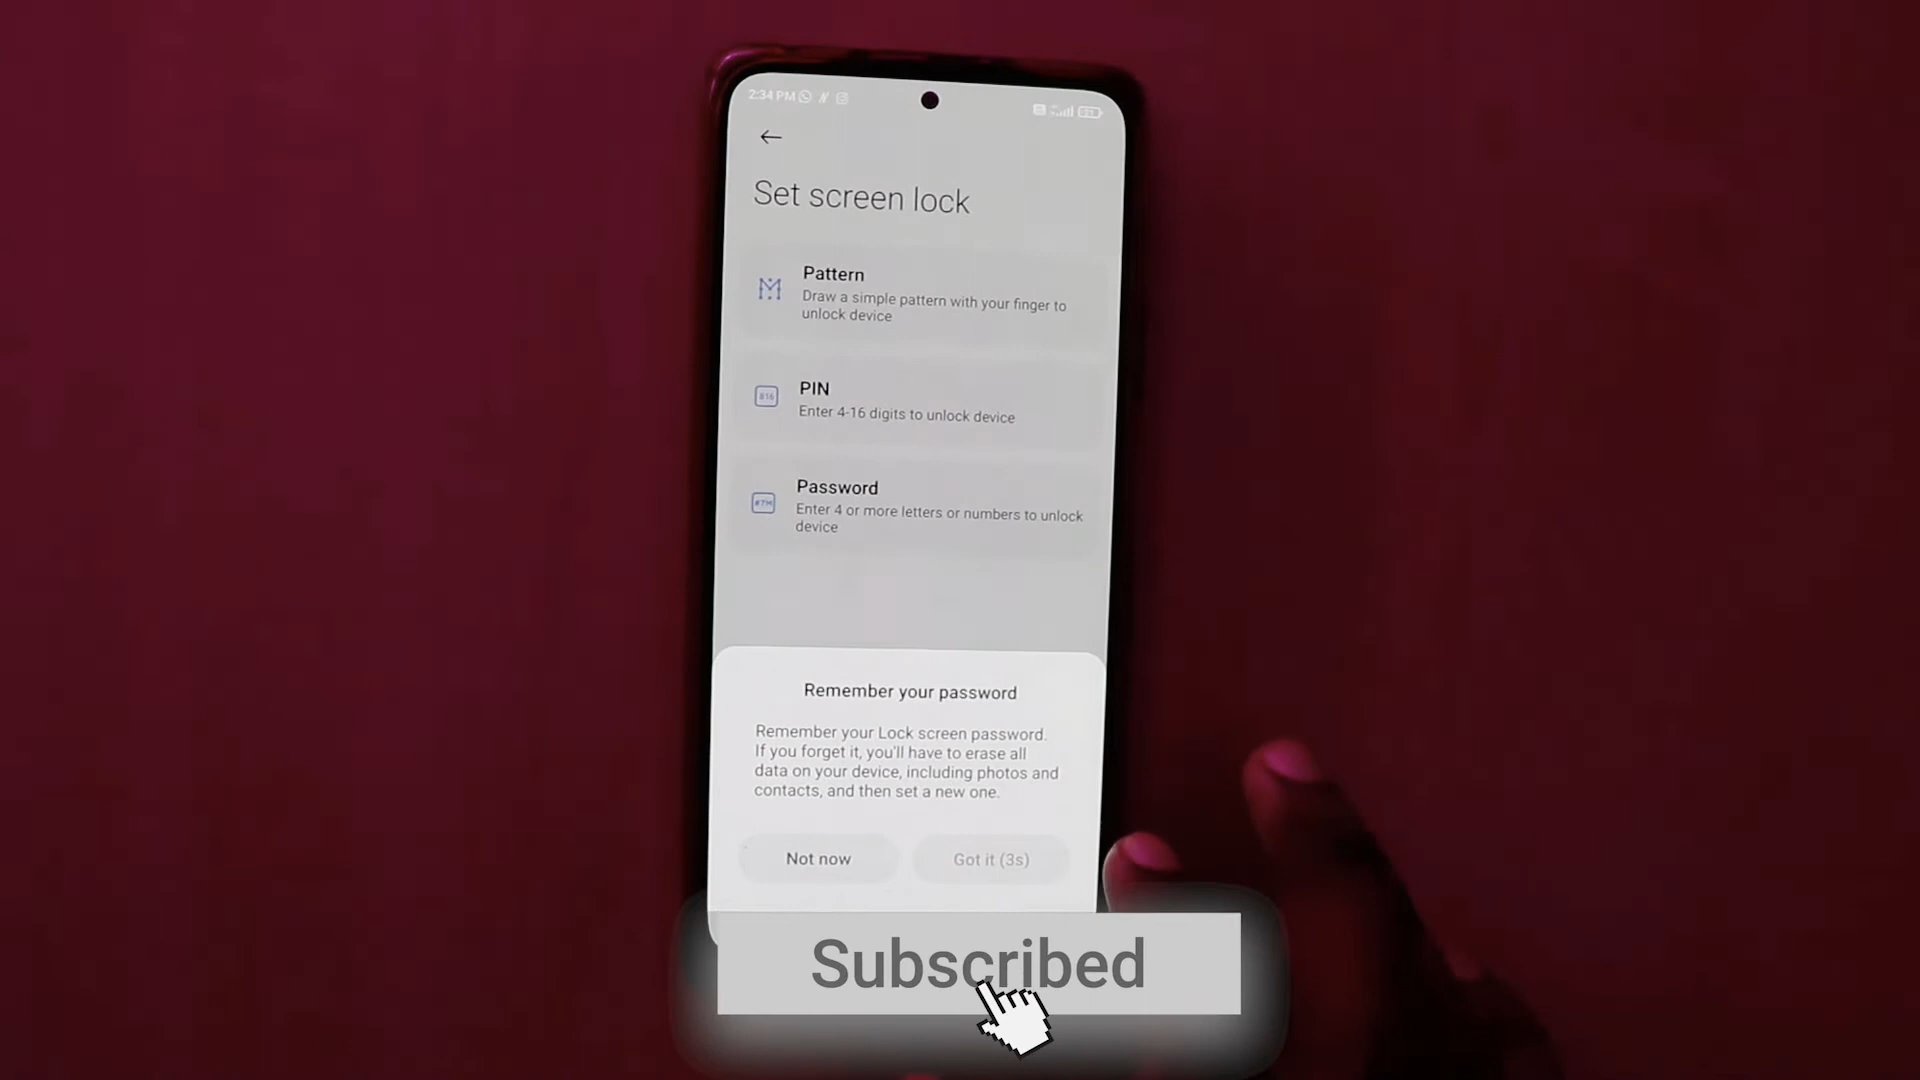 2:34 PM
Set screen lock
Pattern
Draw a simple pattern with your finger to
unlock device
PIN
Enter 4-16 digits to unlock device
Password
Enter 4 or more letters or numbers to unlock
device
Remember your password
Remember your Lock screen password.
If you forget it, you'll have to erase all
data on your device, including photos and
contacts, and then set a new one.
Not now
Got it (3s)
Subscribed